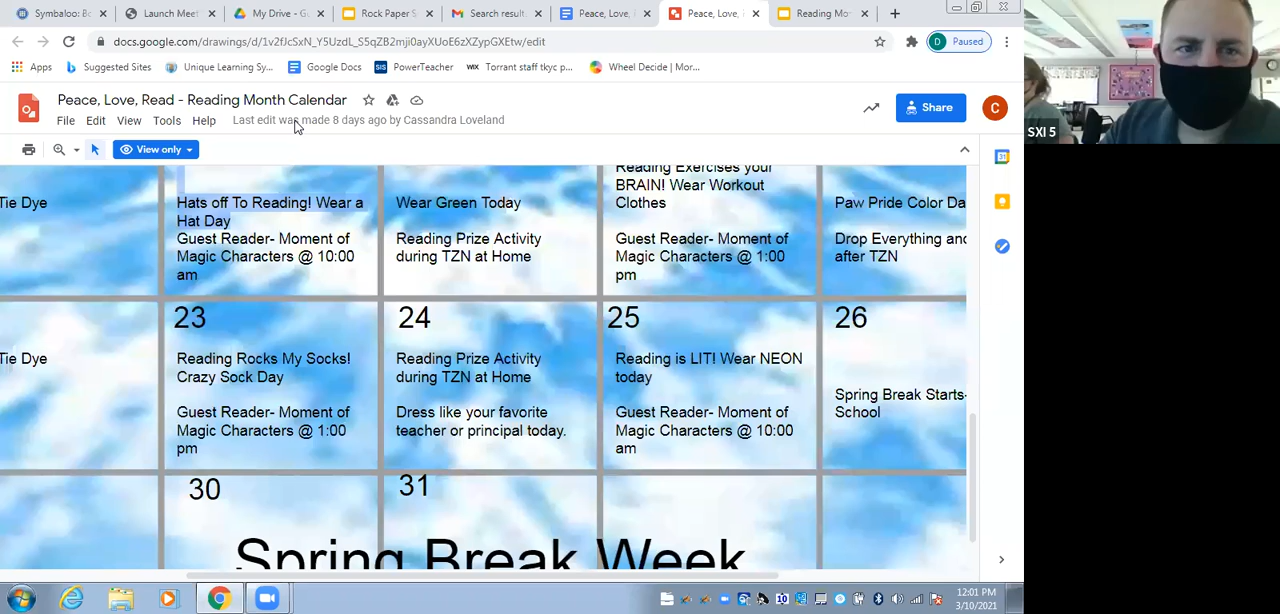 Symbaloo: Bo
Launch Meet
My Drive - G
Rock Paper S
Search result
Peace, Love,
Peace, Love,
Reading Mo
docs.google.com/drawings/
/edit
Paused
Apps
Suggested Sites
Unique Learning Sy...
Google Docs
PowerTeacher
Torrant staff tkyc p...
Wheel Decide | Mor...
Peace, Love, Read - Reading Month Calendar
File
Edit
View
Tools
Help
Last edit was made 8 days ago by Cassandra Loveland
Share
C
SXI 5
View only
Tie Dye
Hats off To Reading! Wear a
Hat Day
Guest Reader- Moment of
Magic Characters @ 10:00
am
Wear Green Today
Reading Prize Activity
during TZN at Home
Reading Exercises your
BRAIN! Wear Workout
Clothes
Guest Reader- Moment of
Magic Characters @ 1:00
pm
Paw Pride Color Da
Drop Everything and
after TZN
Tie Dye
23
Reading Rocks My Socks!
Crazy Sock Day
Guest Reader- Moment of
Magic Characters @ 1:00
pm
24
Reading Prize Activity
during TZN at Home
Dress like your favorite
teacher or principal today.
25
Reading is LIT! Wear NEON
today
Guest Reader- Moment of
Magic Characters @ 10:00
am
26
Spring Break Starts-
School
30
31
Spring Break Week
12:01 PM
3/10/2021